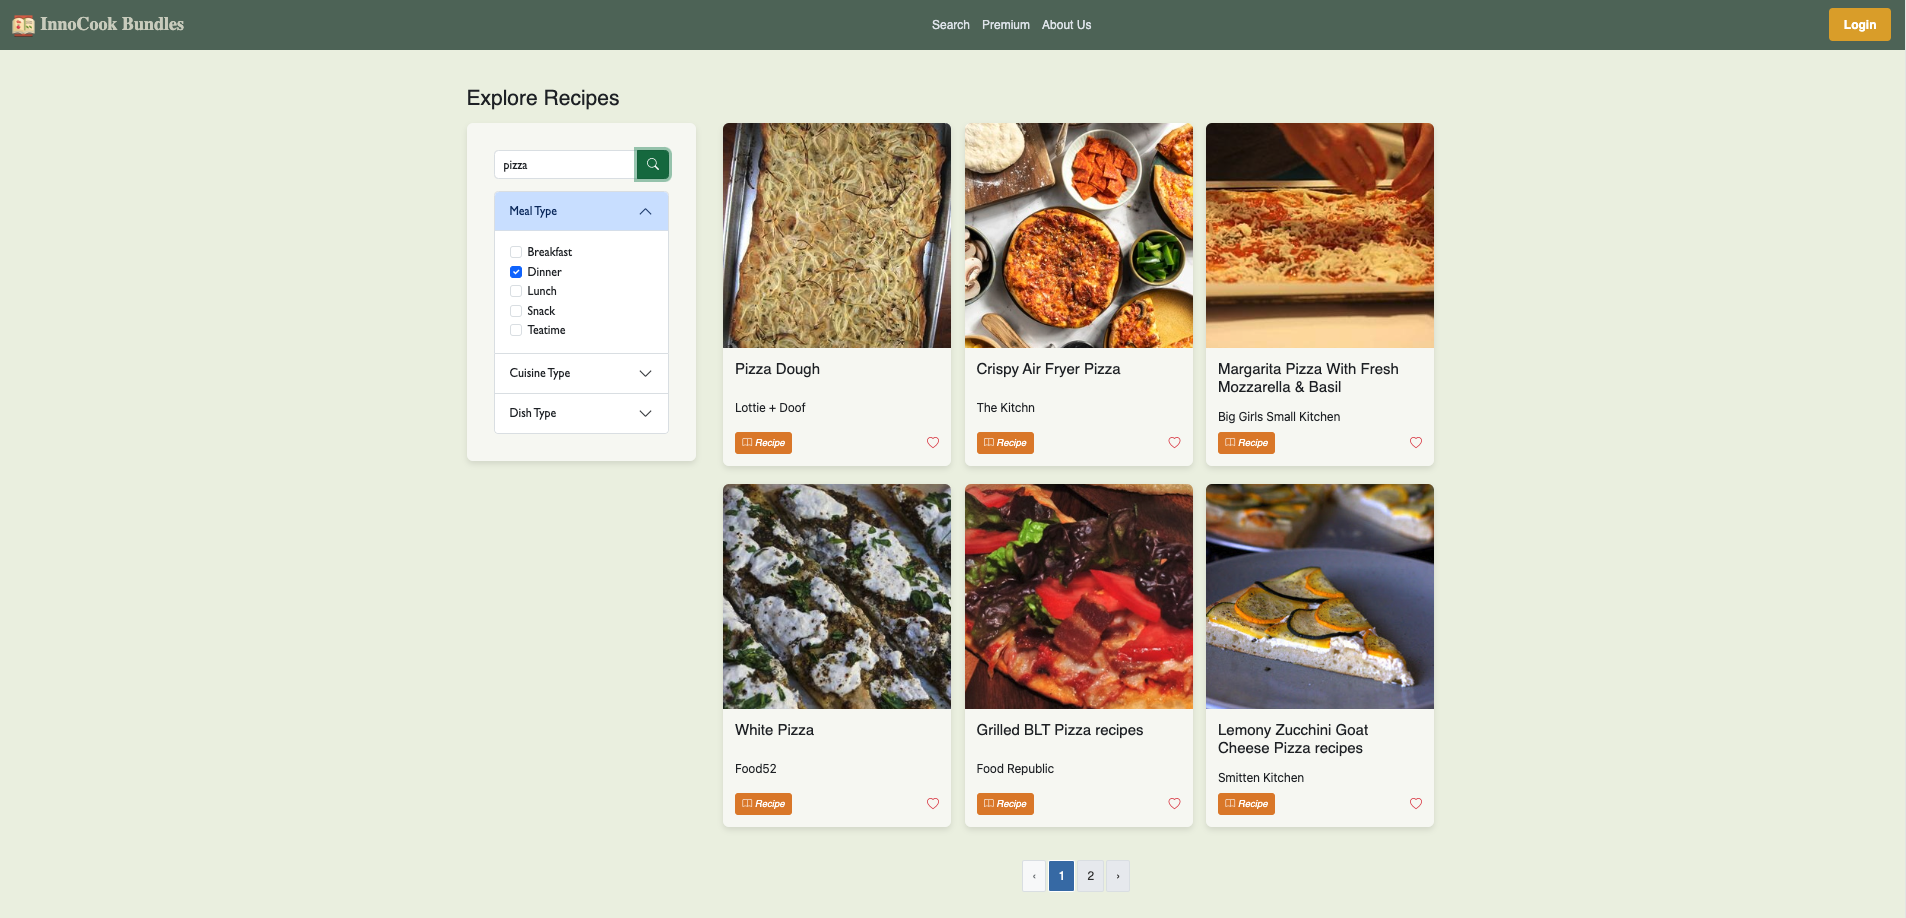 InnoCook Bundles
Search Premium About Us
LogIn
Explore Recipes
pizza
Meal Type
Breakfast
Dinner
Lunch
Snack
Teatime
Cuisine Type
Dish Type
Pizza Dough
Lottie + Doof
Recipe
Crispy Air Fryer Pizza
The Kitchn
Recipe
Margarita Pizza With Fresh
Mozzarella & Basil
Big Girls Small Kitchen
Recipe
White Pizza
Food52
Recipe
Grilled BLT Pizza recipes
Food Republic
Recipe
Lemony Zucchini Goat
Cheese Pizza recipes
Smitten Kitchen
Recipe
‹ 1 2 ›